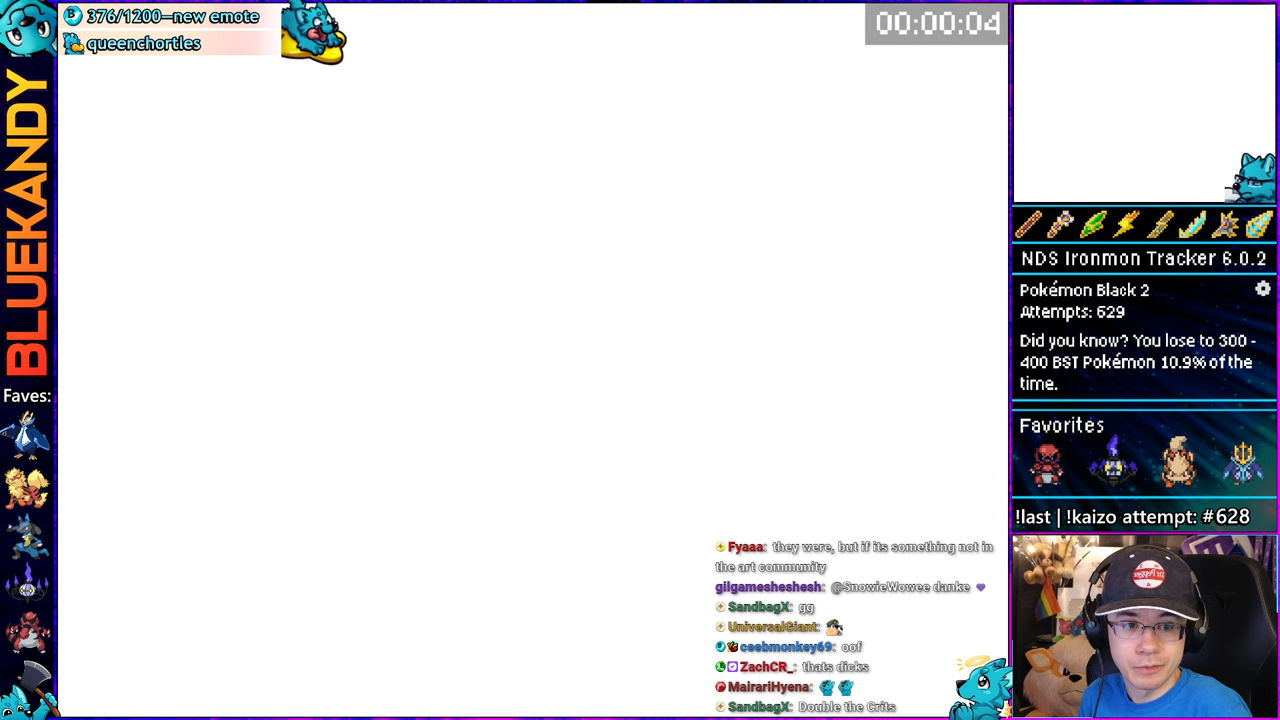 376/1200—new emote
queenchortles
00:00:04
BLUEKANDY
Faves:
NDS Ironmon Tracker 6.0.2
Pokémon Black 2
Attempts: 629
Did you know? You lose to 300 -
400 BST Pokémon 10.9% of the
time.
Favorites
!last | !kaizo attempt: #628
Fyaaa: they were, but if its something not in
the art community
gilgamesheshesh: @SnowieWowee danke
SandbagX: gg
UniversalGiant:
ceebmonkey69: oof
ZachCR_: thats dicks
MairariHyena:
SandbagX: Double the Crits